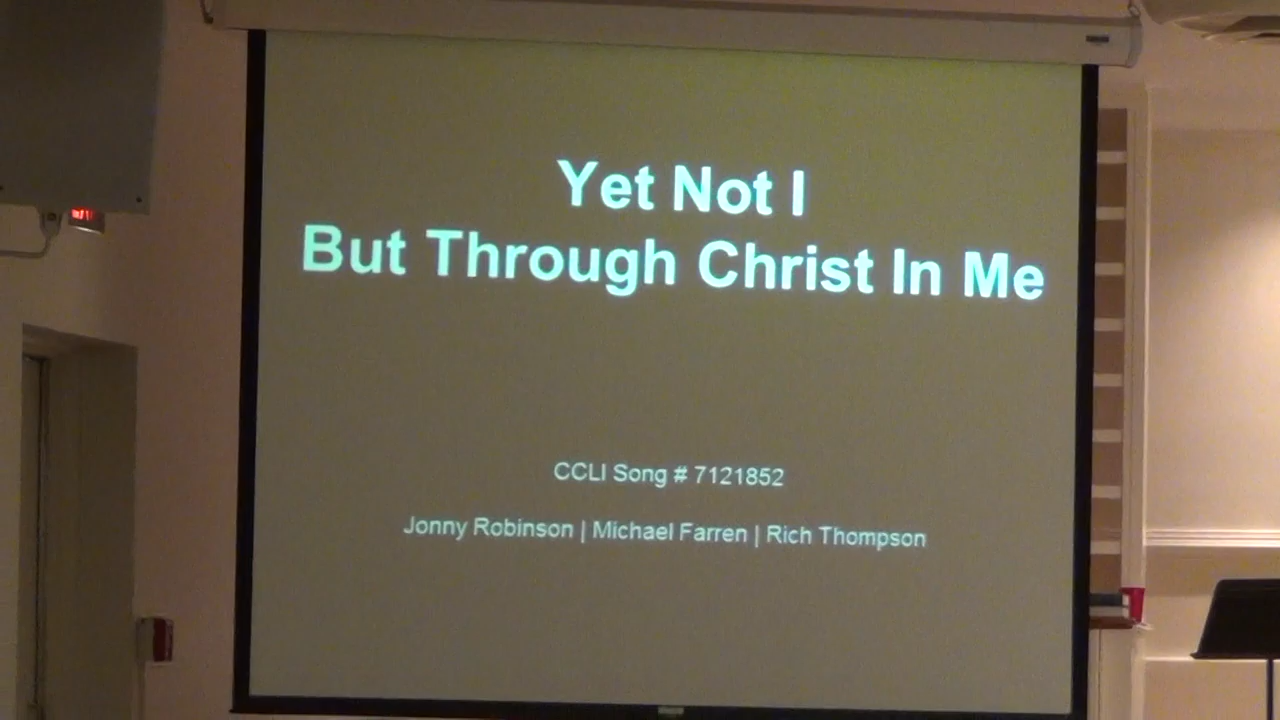 Yet Not I
But Through Christ In Me
CCLI Song # 7121852
Jonny Robinson | Michael Farren | Rich Thompson